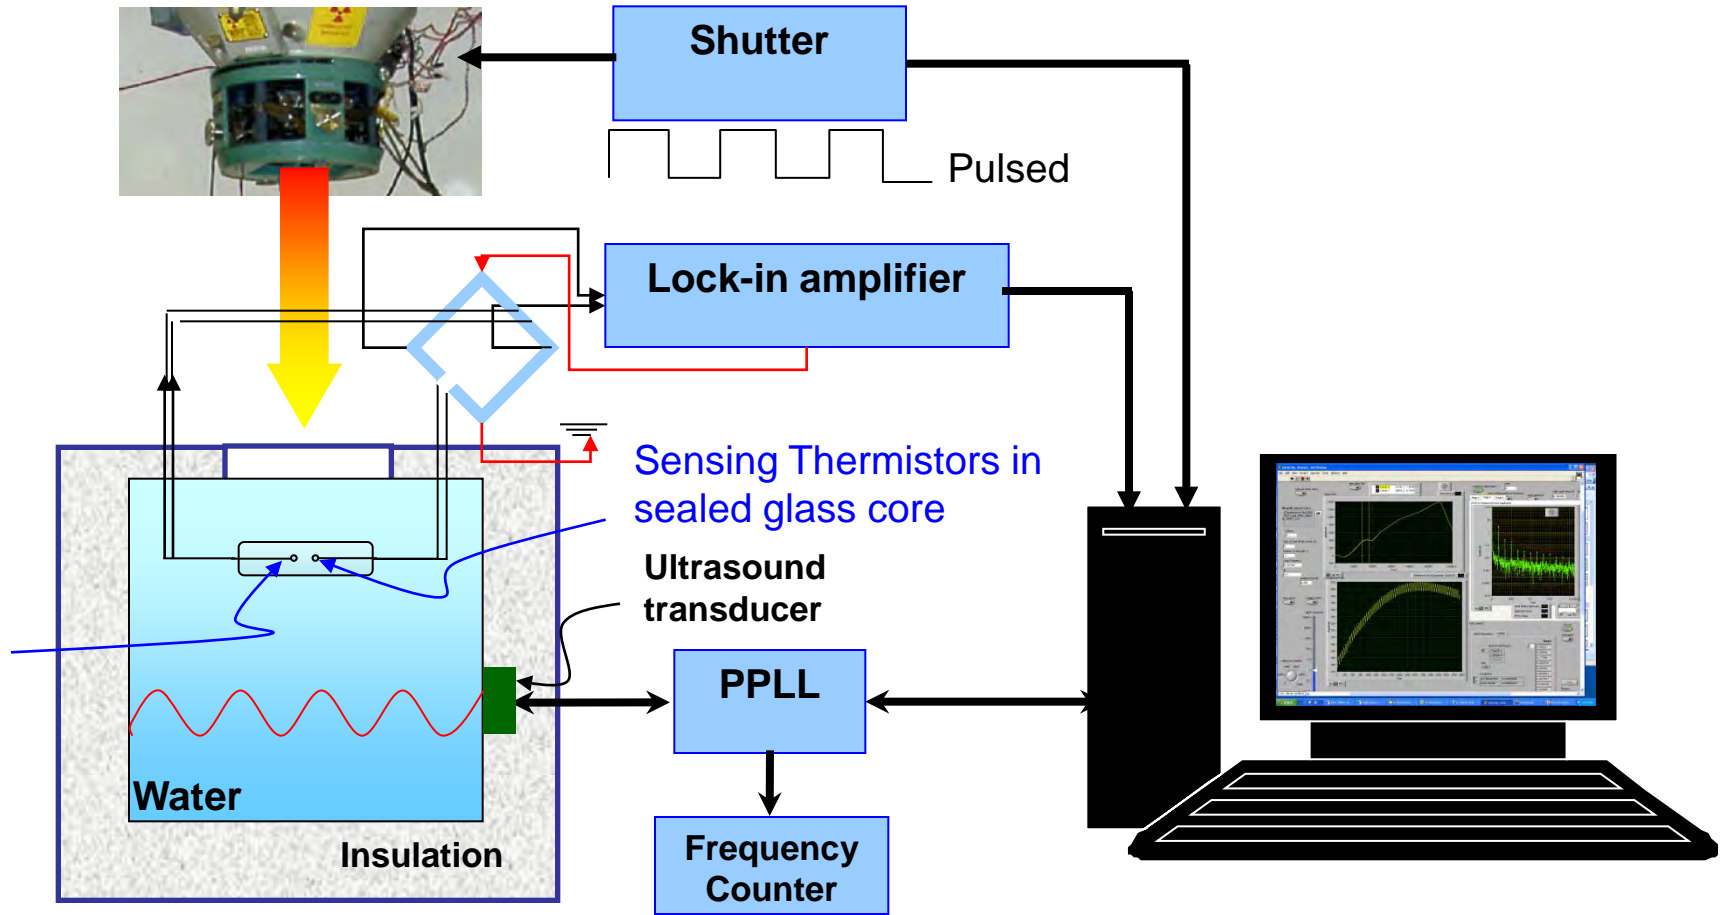 Shutter
Pulsed
Lock-in amplifier
Sensing Thermistors in
sealed glass core
Ultrasound
transducer
PPLL
Water
Insulation
Frequency
Counter